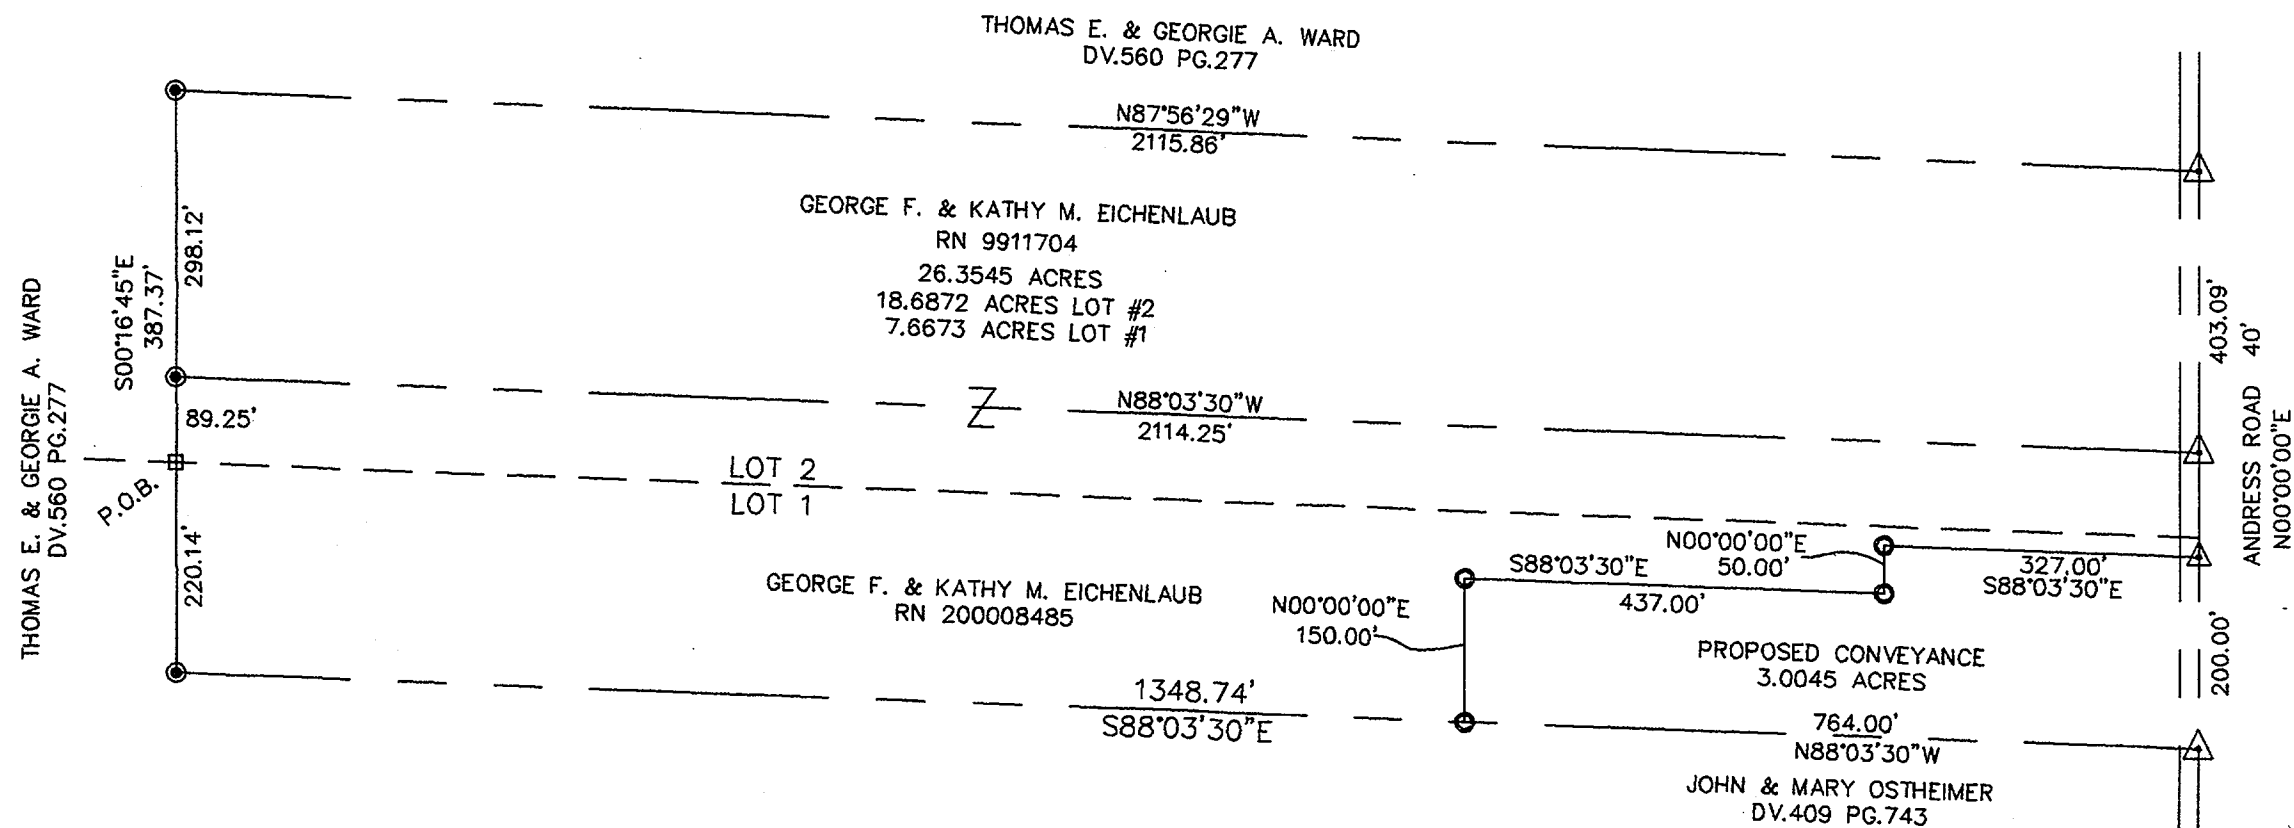 THOMAS E. & GEORGIE A. WARD
DV.560 PG.277
N87°56'29"W
2115.86'
GEORGE F. & KATHY M. EICHENLAUB
RN 9911704
26.3545 ACRES
18.6872 ACRES LOT #2
7.6673 ACRES LOT #1
298.12'
S00°16'45"E
387.37'
THOMAS E. & GEORGIE A. WARD
DV.560 PG.277
89.25'
P.O.B.
220.14'
N88°03'30"W
2114.25'
Z
LOT 2
LOT 1
403.09'
ANDRESS ROAD 40'
N00°00'00"E
N00°00'00"E
50.00'
327.00'
S88°03'30"E
S88°03'30"E
437.00'
N00°00'00"E
150.00'
GEORGE F. & KATHY M. EICHENLAUB
RN 200008485
PROPOSED CONVEYANCE
3.0045 ACRES
200.00'
1348.74'
S88°03'30"E
764.00'
N88°03'30"W
JOHN & MARY OSTHEIMER
DV.409 PG.743